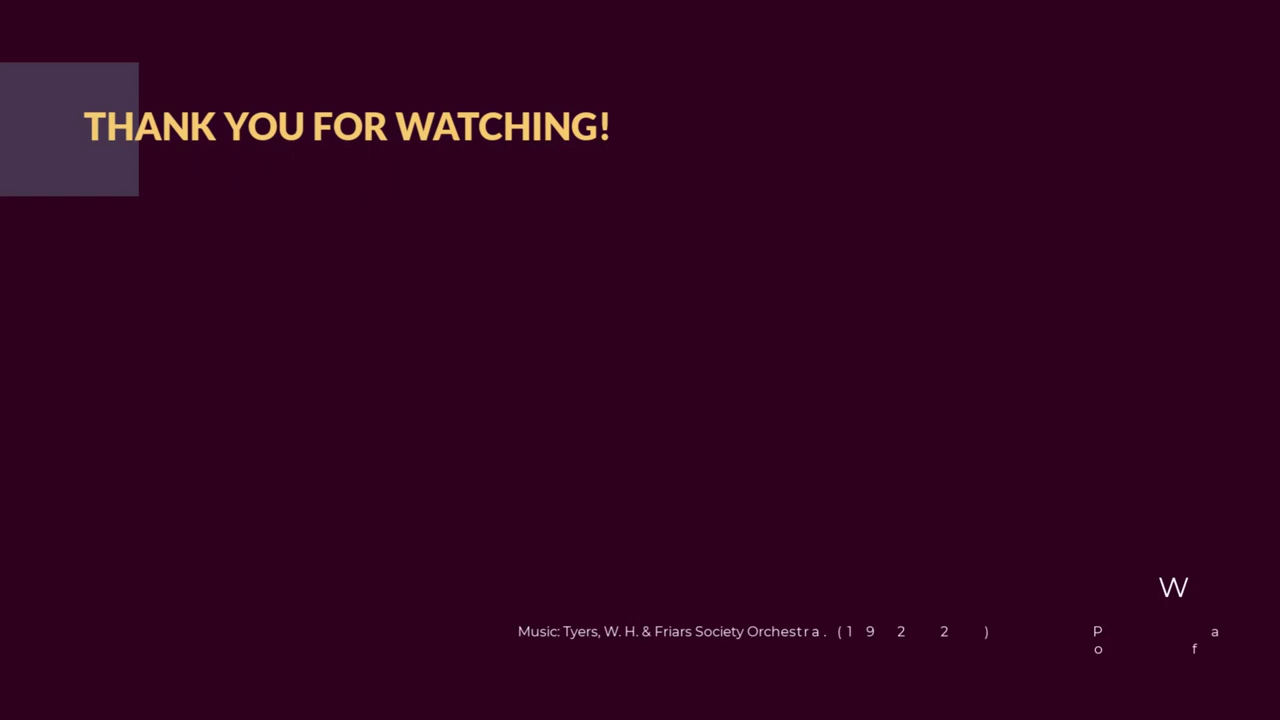 THANK YOU FOR WATCHING!
W
Music: Tyers, W. H. & Friars Society Orchestra. (1922) P a
o f